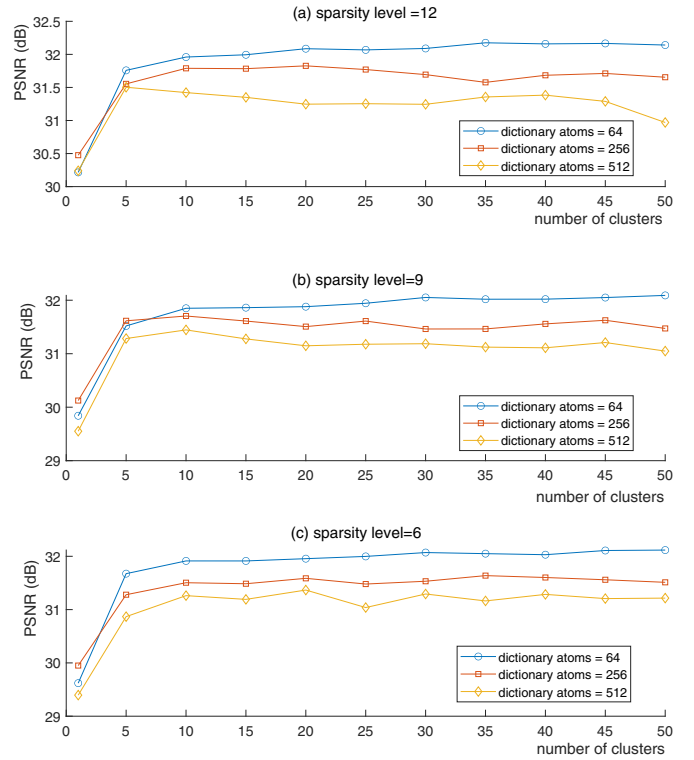 (a) sparsity level =12
PSNR (dB)
32.5
32
31.5
31
30.5
30
0 5 10 15 20 25 30 35 40 45 50
number of clusters
dictionary atoms = 64
dictionary atoms = 256
dictionary atoms = 512
(b) sparsity level=9
PSNR (dB)
32
31
30
29
0 5 10 15 20 25 30 35 40 45 50
number of clusters
dictionary atoms = 64
dictionary atoms = 256
dictionary atoms = 512
(c) sparsity level=6
PSNR (dB)
32
31
30
29
0 5 10 15 20 25 30 35 40 45 50
number of clusters
dictionary atoms = 64
dictionary atoms = 256
dictionary atoms = 512